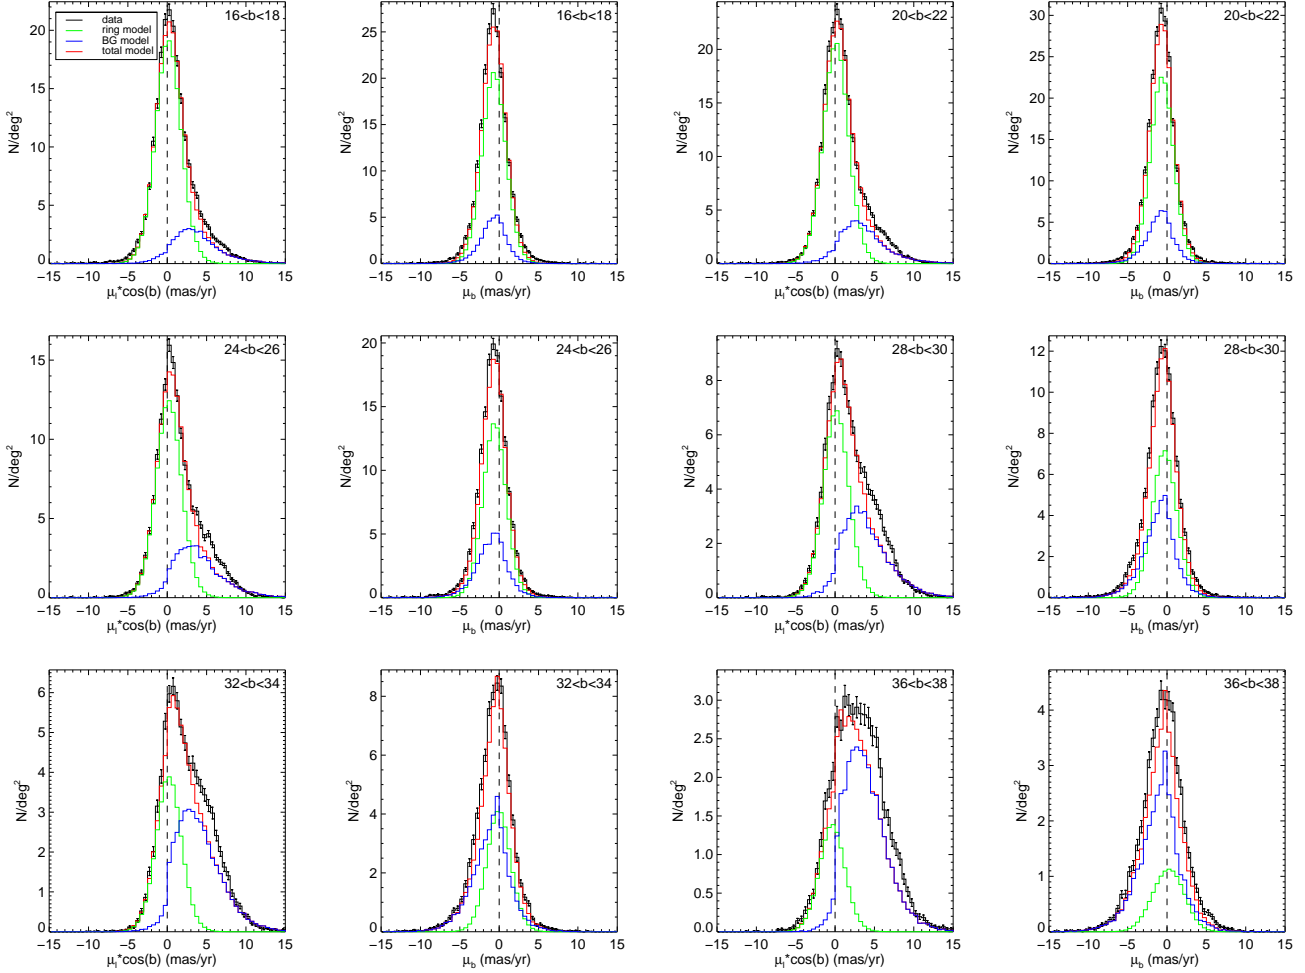 16<b<18
data
ring model
BG model
total model
N/deg²
20
15
10
5
0
−15 −10 −5 0 5 10 15
μl*cos(b) (mas/yr)
16<b<18
N/deg²
25
20
15
10
5
0
−15 −10 −5 0 5 10 15
μb (mas/yr)
20<b<22
N/deg²
20
15
10
5
0
−15 −10 −5 0 5 10 15
μl*cos(b) (mas/yr)
20<b<22
N/deg²
30
25
20
15
10
5
0
−15 −10 −5 0 5 10 15
μb (mas/yr)
24<b<26
N/deg²
15
10
5
0
−15 −10 −5 0 5 10 15
μl*cos(b) (mas/yr)
24<b<26
N/deg²
20
15
10
5
0
−15 −10 −5 0 5 10 15
μb (mas/yr)
28<b<30
N/deg²
8
6
4
2
0
−15 −10 −5 0 5 10 15
μl*cos(b) (mas/yr)
28<b<30
N/deg²
12
10
8
6
4
2
0
−15 −10 −5 0 5 10 15
μb (mas/yr)
32<b<34
N/deg²
6
5
4
3
2
1
0
−15 −10 −5 0 5 10 15
μl*cos(b) (mas/yr)
32<b<34
N/deg²
8
6
4
2
0
−15 −10 −5 0 5 10 15
μb (mas/yr)
36<b<38
N/deg²
3.0
2.5
2.0
1.5
1.0
0.5
0.0
−15 −10 −5 0 5 10 15
μl*cos(b) (mas/yr)
36<b<38
N/deg²
4
3
2
1
0
−15 −10 −5 0 5 10 15
μb (mas/yr)